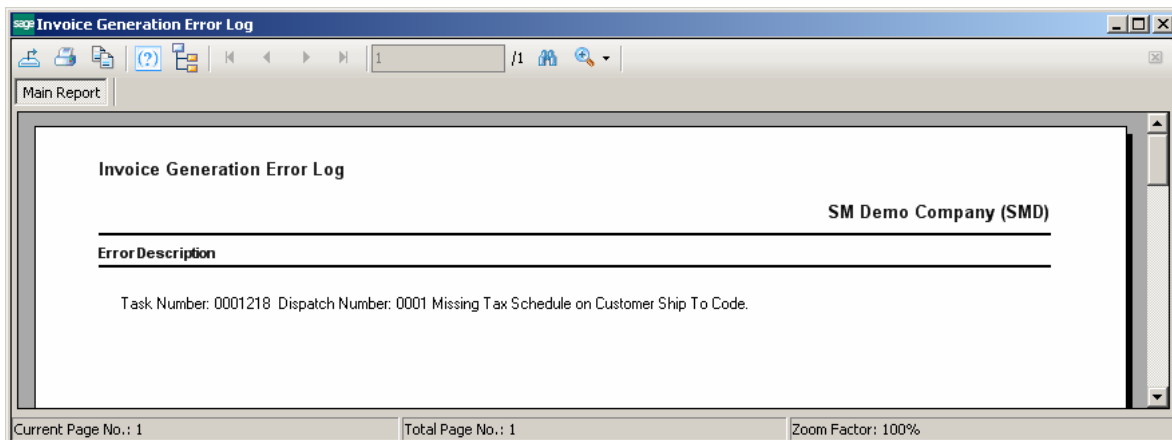 sage Invoice Generation Error Log
1 /1
Main Report
Invoice Generation Error Log
SM Demo Company (SMD)
Error Description
Task Number: 0001218 Dispatch Number: 0001 Missing Tax Schedule on Customer Ship To Code.
Current Page No.: 1 Total Page No.: 1 Zoom Factor: 100%